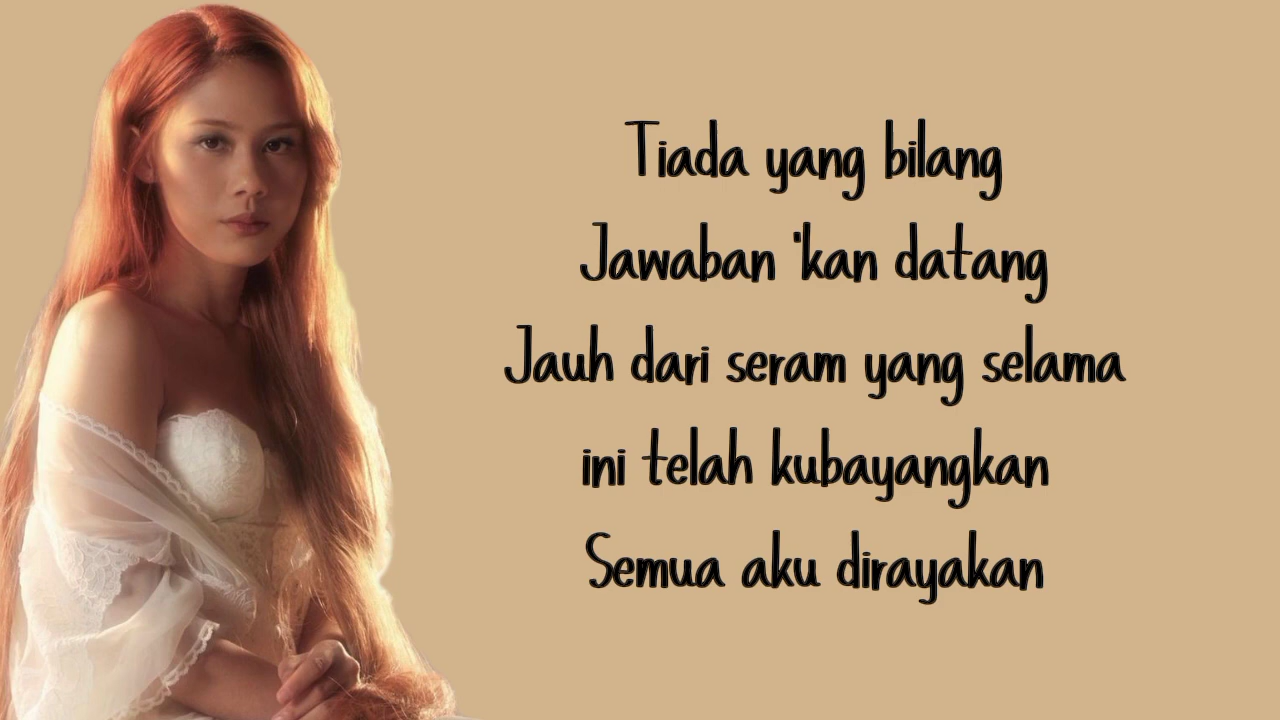 Tiada yang bilang
Jawaban 'kan datang
Jauh dari seram yang selama
ini telah kubayangkan
Semua aku dirayakan